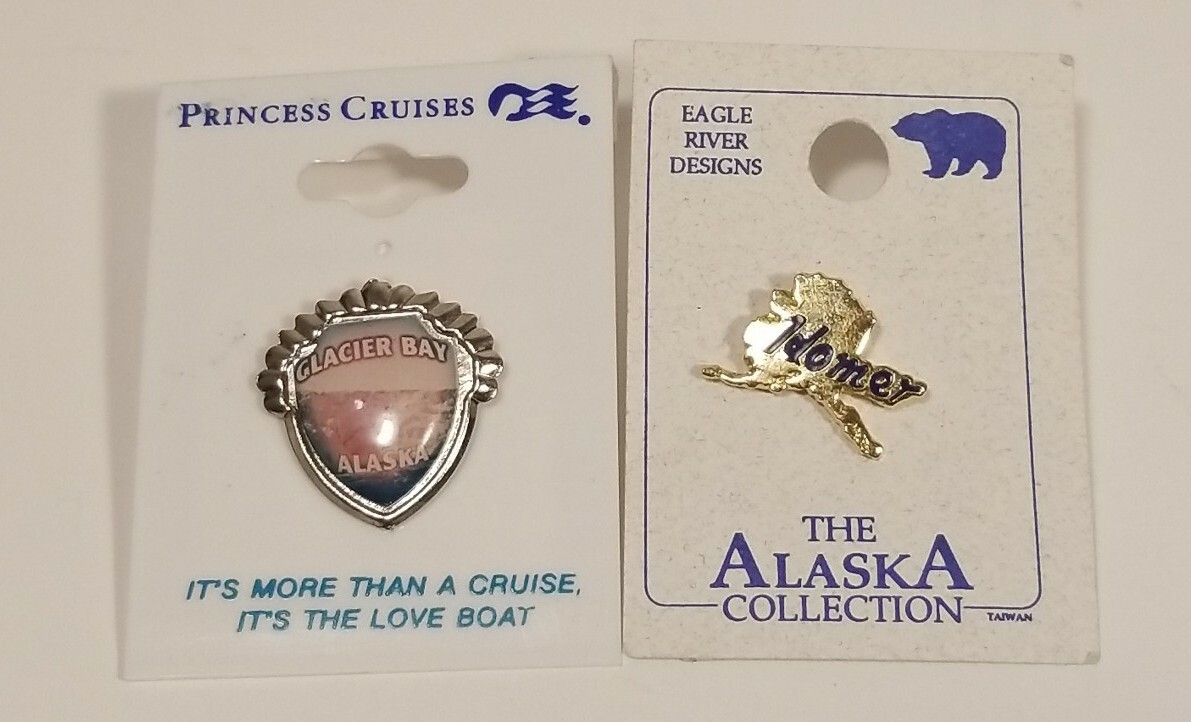 PRINCESS CRUISES
GLACIER BAY
ALASKA
IT'S MORE THAN A CRUISE,
IT'S THE LOVE BOAT
EAGLE
RIVER
DESIGNS
Homer
THE
ALASKA
COLLECTION
TAIWAN